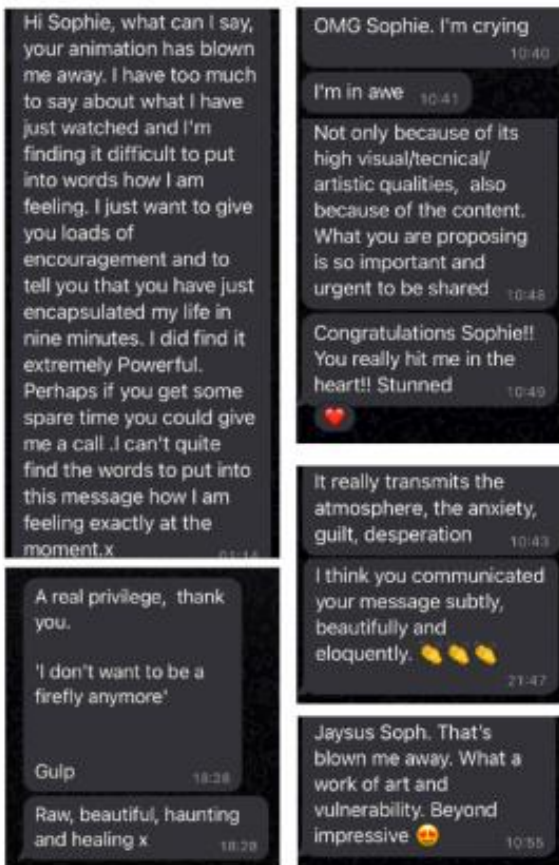 Hi Sophie, what can I say,
your animation has blown
me away. I have too much
to say about what I have
just watched and I'm
finding it difficult to put
into words how I am
feeling. I just want to give
you loads of
encouragement and to
tell you that you have just
encapsulated my life in
nine minutes. I did find it
extremely Powerful.
Perhaps if you get some
spare time you could give
me a call .I can't quite
find the words to put into
this message how I am
feeling exactly at the
moment.x 01:14
A real privilege, thank
you.
'I don't want to be a
firefly anymore'
Gulp 18:28
Raw, beautiful, haunting
and healing x 18:28
OMG Sophie. I'm crying
10:40
I'm in awe 10:41
Not only because of its
high visual/tecnical/
artistic qualities, also
because of the content.
What you are proposing
is so important and
urgent to be shared 10:48
Congratulations Sophie!!
You really hit me in the
heart!! Stunned 10:49
❤️
It really transmits the
atmosphere, the anxiety,
guilt, desperation 10:43
I think you communicated
your message subtly,
beautifully and
eloquently. 👏👏👏
21:47
Jaysus Soph. That's
blown me away. What a
work of art and
vulnerability. Beyond
impressive 😍 10:55